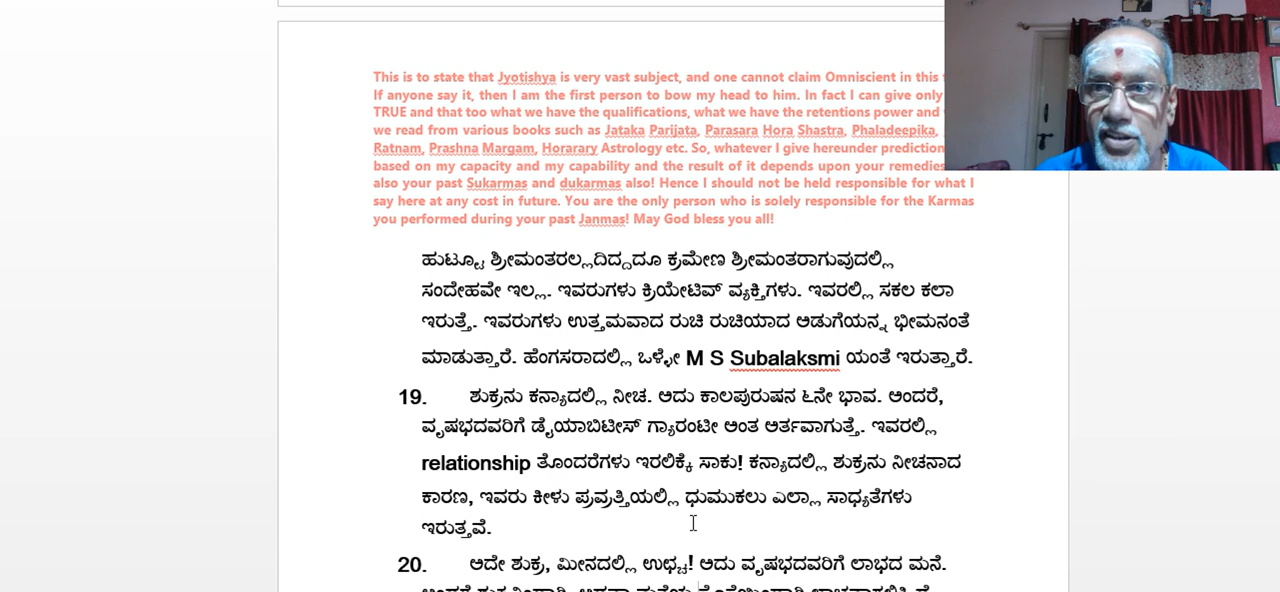 This is to state that Jyotishya is very vast subject, and one cannot claim Omniscient in this
If anyone say it, then I am the first person to bow my head to him. In fact I can give only
TRUE and that too what we have the qualifications, what we have the retentions power and
we read from various books such as Jataka Parijata, Parasara Hora Shastra, Phaladeepika,
Ratnam, Prashna Margam, Horarary Astrology etc. So, whatever I give hereunder prediction
based on my capacity and my capability and the result of it depends upon your remedies
also your past Sukarmas and dukarmas also! Hence I should not be held responsible for what I
say here at any cost in future. You are the only person who is solely responsible for the Karmas
you performed during your past Janmas! May God bless you all!
ಹುಟ್ಟೂ ಶ್ರೀಮಂತರಲ್ಲದಿದ್ದದೂ ಕ್ರಮೇಣ ಶ್ರೀಮಂತರಾಗುವುದಲ್ಲಿ
ಸಂದೇಹವೇ ಇಲ್ಲ. ಇವರುಗಳು ಕ್ರಿಯೇಟಿವ್ ವ್ಯಕ್ತಿಗಳು. ಇವರಲ್ಲಿ ಸಕಲ ಕಲಾ
ಇರುತ್ತೆ. ಇವರುಗಳು ಉತ್ತಮವಾದ ರುಚಿ ರುಚಿಯಾದ ಅಡುಗೆಯನ್ನ ಭೀಮನಂತೆ
ಮಾಡುತ್ತಾರೆ. ಹೆಂಗಸರಾದಲ್ಲಿ ಒಳ್ಳೇ M S Subalaksmi ಯಂತೆ ಇರುತ್ತಾರೆ.
19. ಶುಕ್ರನು ಕನ್ಯಾದಲ್ಲಿ ನೀಚ. ಅದು ಕಾಲಪುರುಷನ ೬ನೇ ಭಾವ. ಅಂದರೆ,
ವೃಷಭದವರಿಗೆ ಡೈಯಾಬಿಟೀಸ್ ಗ್ಯಾರಂಟೀ ಅಂತ ಅರ್ತವಾಗುತ್ತೆ. ಇವರಲ್ಲಿ
relationship ತೊಂದರೆಗಳು ಇರಲಿಕ್ಕೆ ಸಾಕು! ಕನ್ಯಾದಲ್ಲಿ ಶುಕ್ರನು ನೀಚನಾದ
ಕಾರಣ, ಇವರು ಕೀಳು ಪ್ರವ್ರತ್ತಿಯಲ್ಲಿ ಧುಮುಕಲು ಎಲ್ಲಾ ಸಾಧ್ಯತೆಗಳು
ಇರುತ್ತವೆ.
20. ಅದೇ ಶುಕ್ರ, ಮೀನದಲ್ಲಿ ಉಛ್ಚ! ಅದು ವೃಷಭದವರಿಗೆ ಲಾಭದ ಮನೆ.